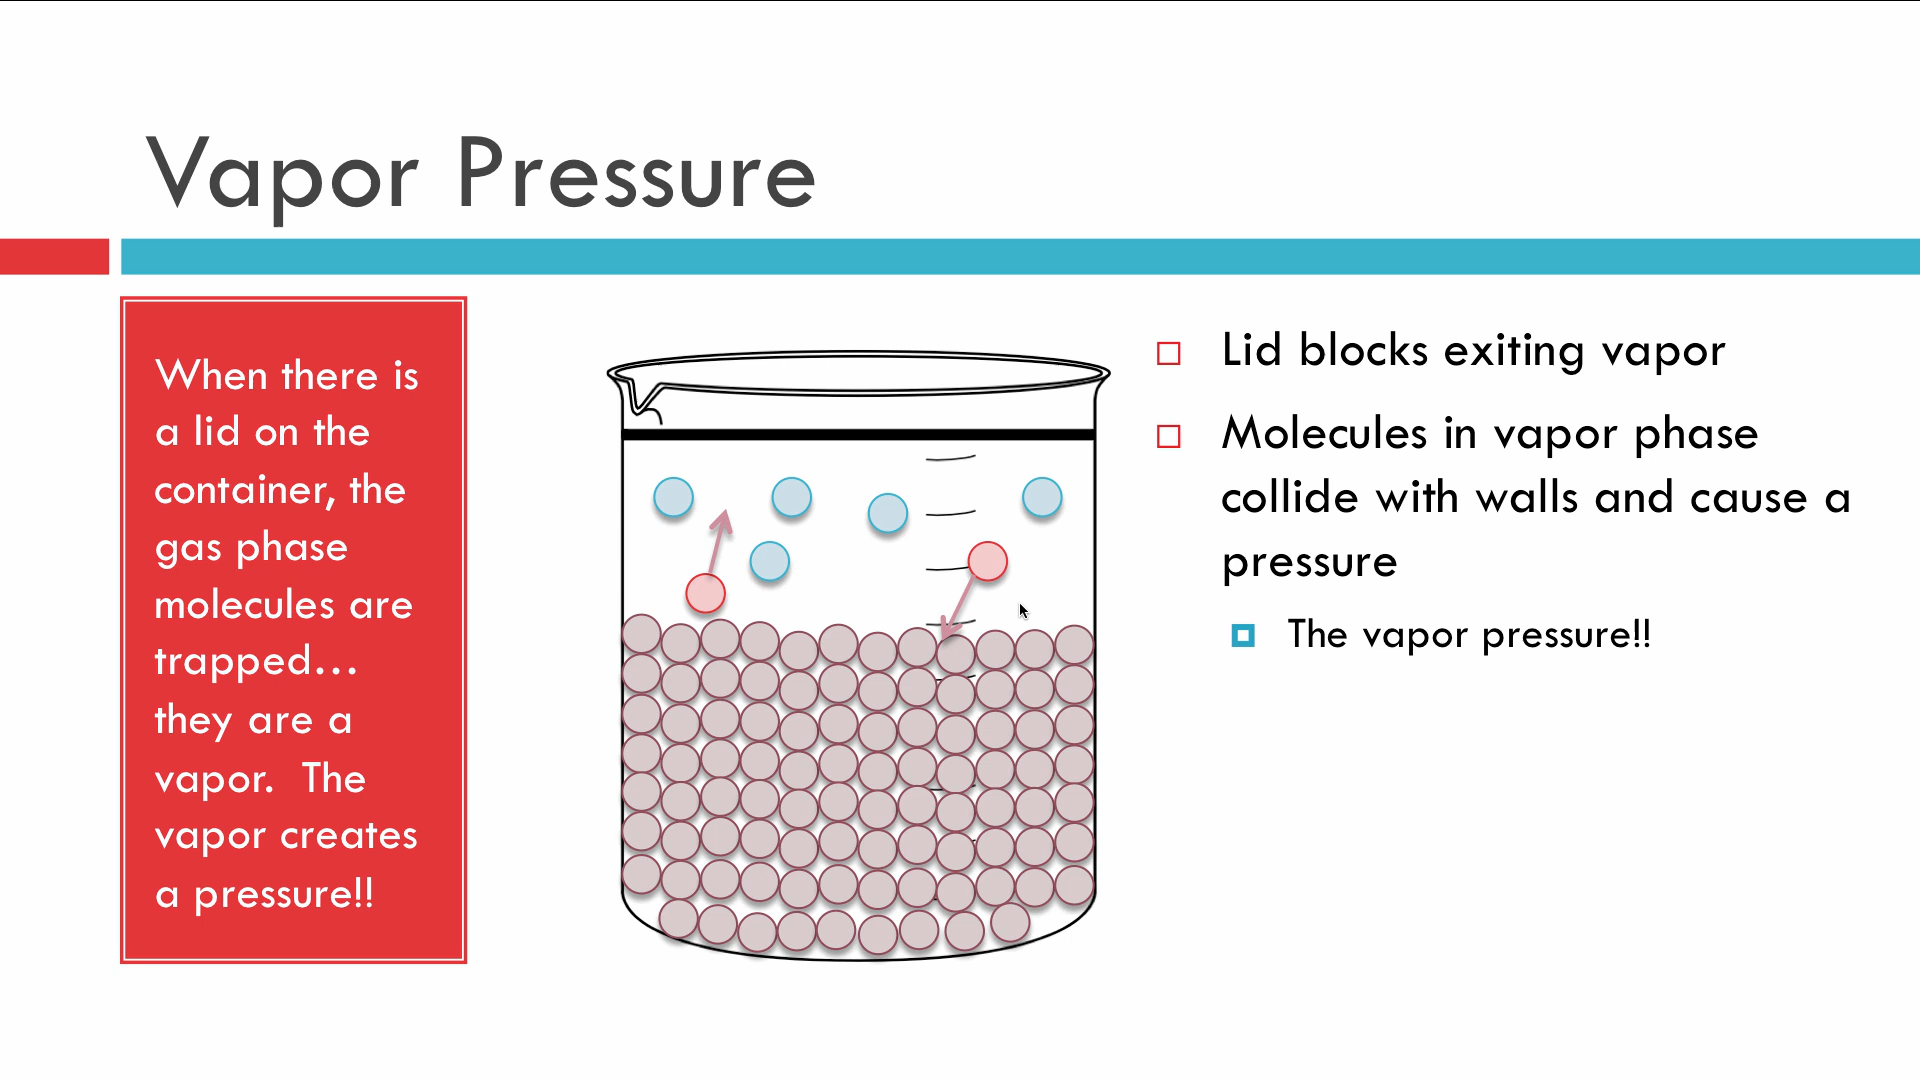 Vapor Pressure
When there is
a lid on the
container, the
gas phase
molecules are
trapped...
they are a
vapor.  The
vapor creates
a pressure!!
Lid blocks exiting vapor
Molecules in vapor phase
collide with walls and cause a
pressure
The vapor pressure!!